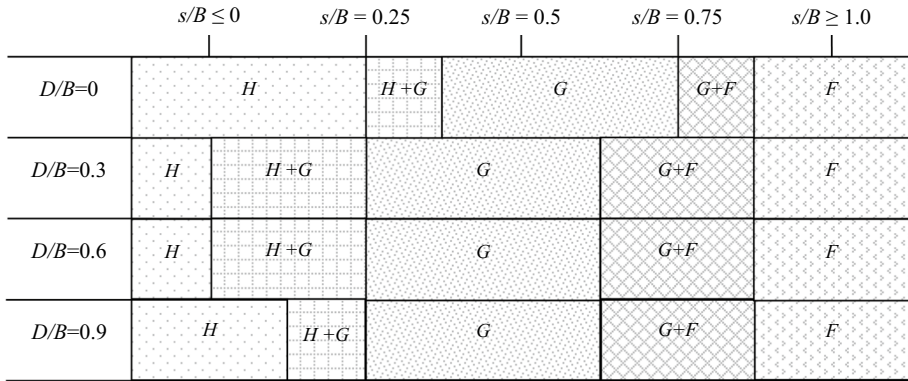 s/B ≤ 0 s/B = 0.25 s/B = 0.5 s/B = 0.75 s/B ≥ 1.0
D/B=0 H H +G G G+F F
D/B=0.3 H H +G G G+F F
D/B=0.6 H H +G G G+F F
D/B=0.9 H H +G G G+F F